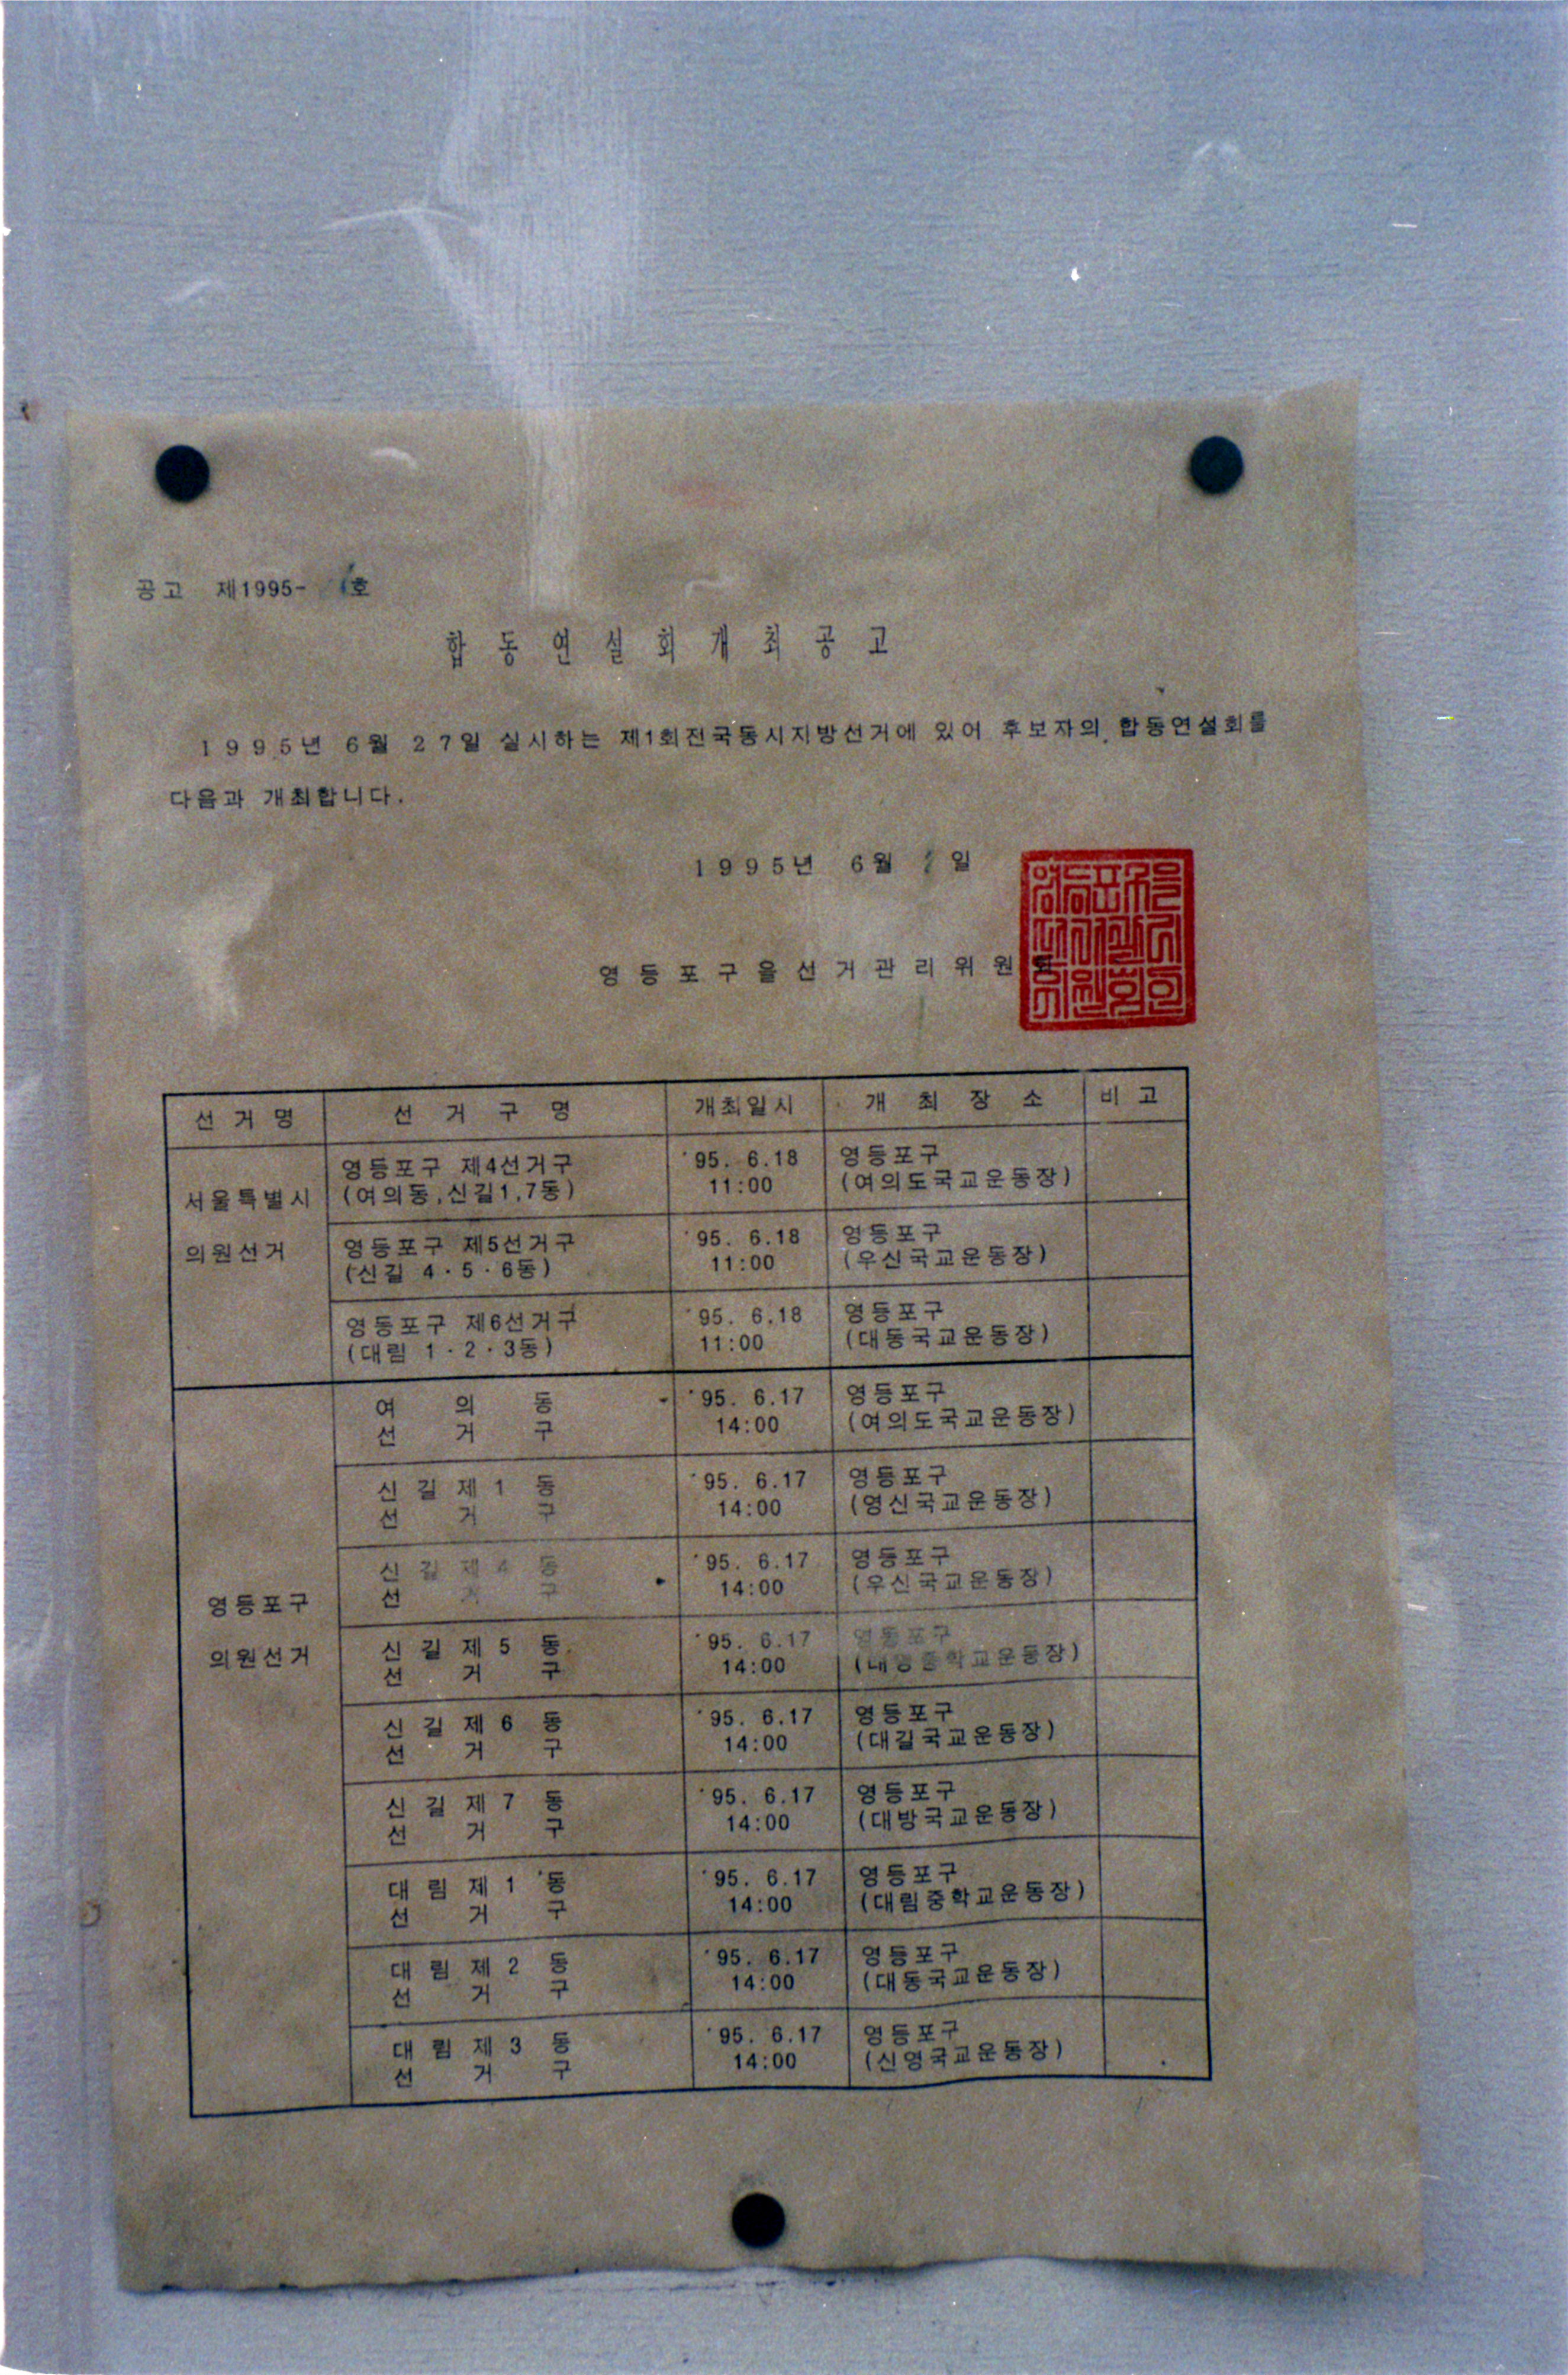 공고 제1995- 호
합동연설회개최공고
1995년 6월 27일 실시하는 제1회전국동시지방선거에 있어 후보자의 합동연설회를
다음과 개최합니다.
1995년 6월 일
영등포구을선거관리위원회
선거명 선거구명 개최일시 개최장소 비고
서울특별시
의원선거
영등포구 제4선거구
(여의동,신길1,7동)
'95. 6.18
11:00
영등포구
(여의도국교운동장)
영등포구 제5선거구
(신길 4·5·6동)
'95. 6.18
11:00
영등포구
(우신국교운동장)
영등포구 제6선거구
(대림 1·2·3동)
'95. 6.18
11:00
영등포구
(대동국교운동장)
영등포구
의원선거
여의동
선거구
'95. 6.17
14:00
영등포구
(여의도국교운동장)
신길제1동
선거구
'95. 6.17
14:00
영등포구
(영신국교운동장)
신길제4동
선거구
'95. 6.17
14:00
영등포구
(우신국교운동장)
신길제5동
선거구
'95. 6.17
14:00
영등포구
신길제6동
선거구
'95. 6.17
14:00
영등포구
(대길국교운동장)
신길제7동
선거구
'95. 6.17
14:00
영등포구
(대방국교운동장)
대림제1동
선거구
'95. 6.17
14:00
영등포구
(대림중학교운동장)
대림제2동
선거구
'95. 6.17
14:00
영등포구
(대동국교운동장)
대림제3동
선거구
'95. 6.17
14:00
영등포구
(신영국교운동장)